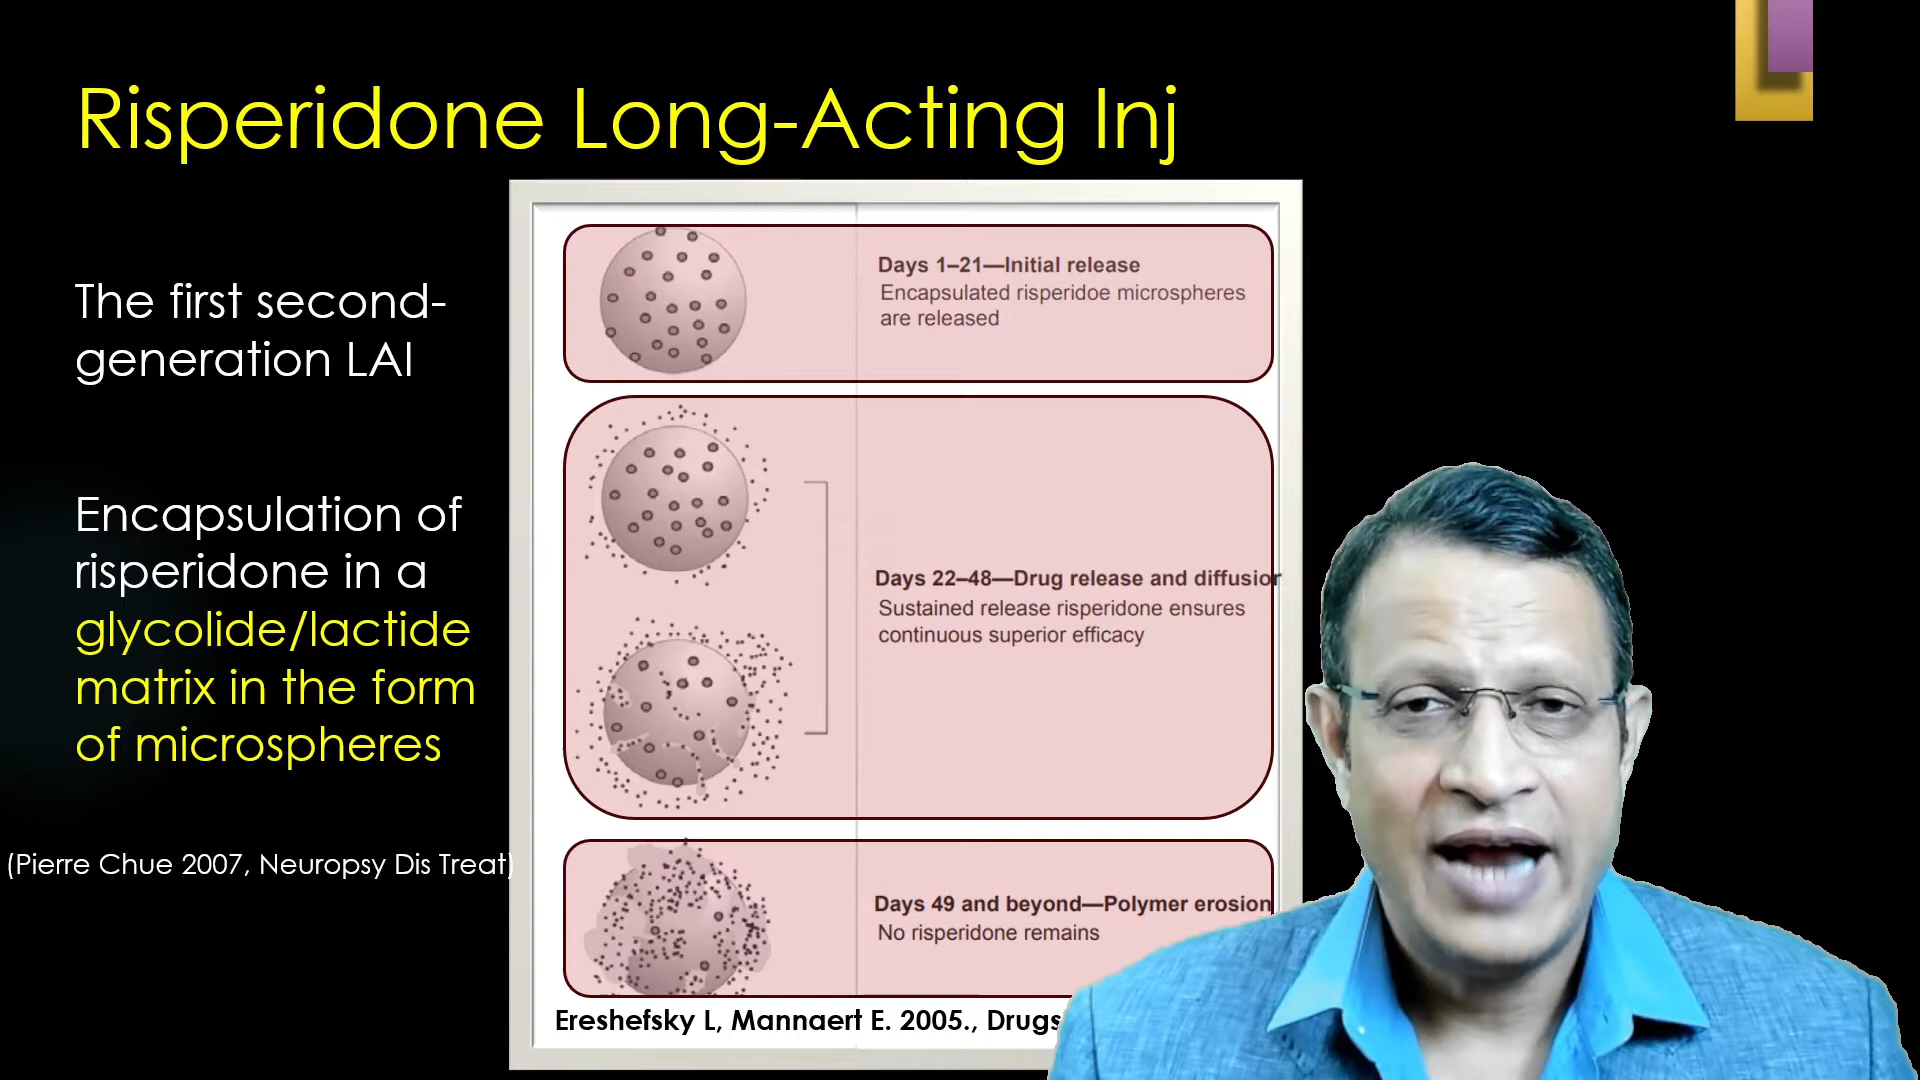 Risperidone Long-Acting Inj
The first second-
generation LAI
Encapsulation of
risperidone in a
glycolide/lactide
matrix in the form
of microspheres
(Pierre Chue 2007, Neuropsy Dis Treat)
Days 1–21—Initial release
Encapsulated risperidoe microspheres
are released
Days 22–48—Drug release and diffusion
Sustained release risperidone ensures
continuous superior efficacy
Days 49 and beyond—Polymer erosion
No risperidone remains
Ereshefsky L, Mannaert E. 2005., Drugs